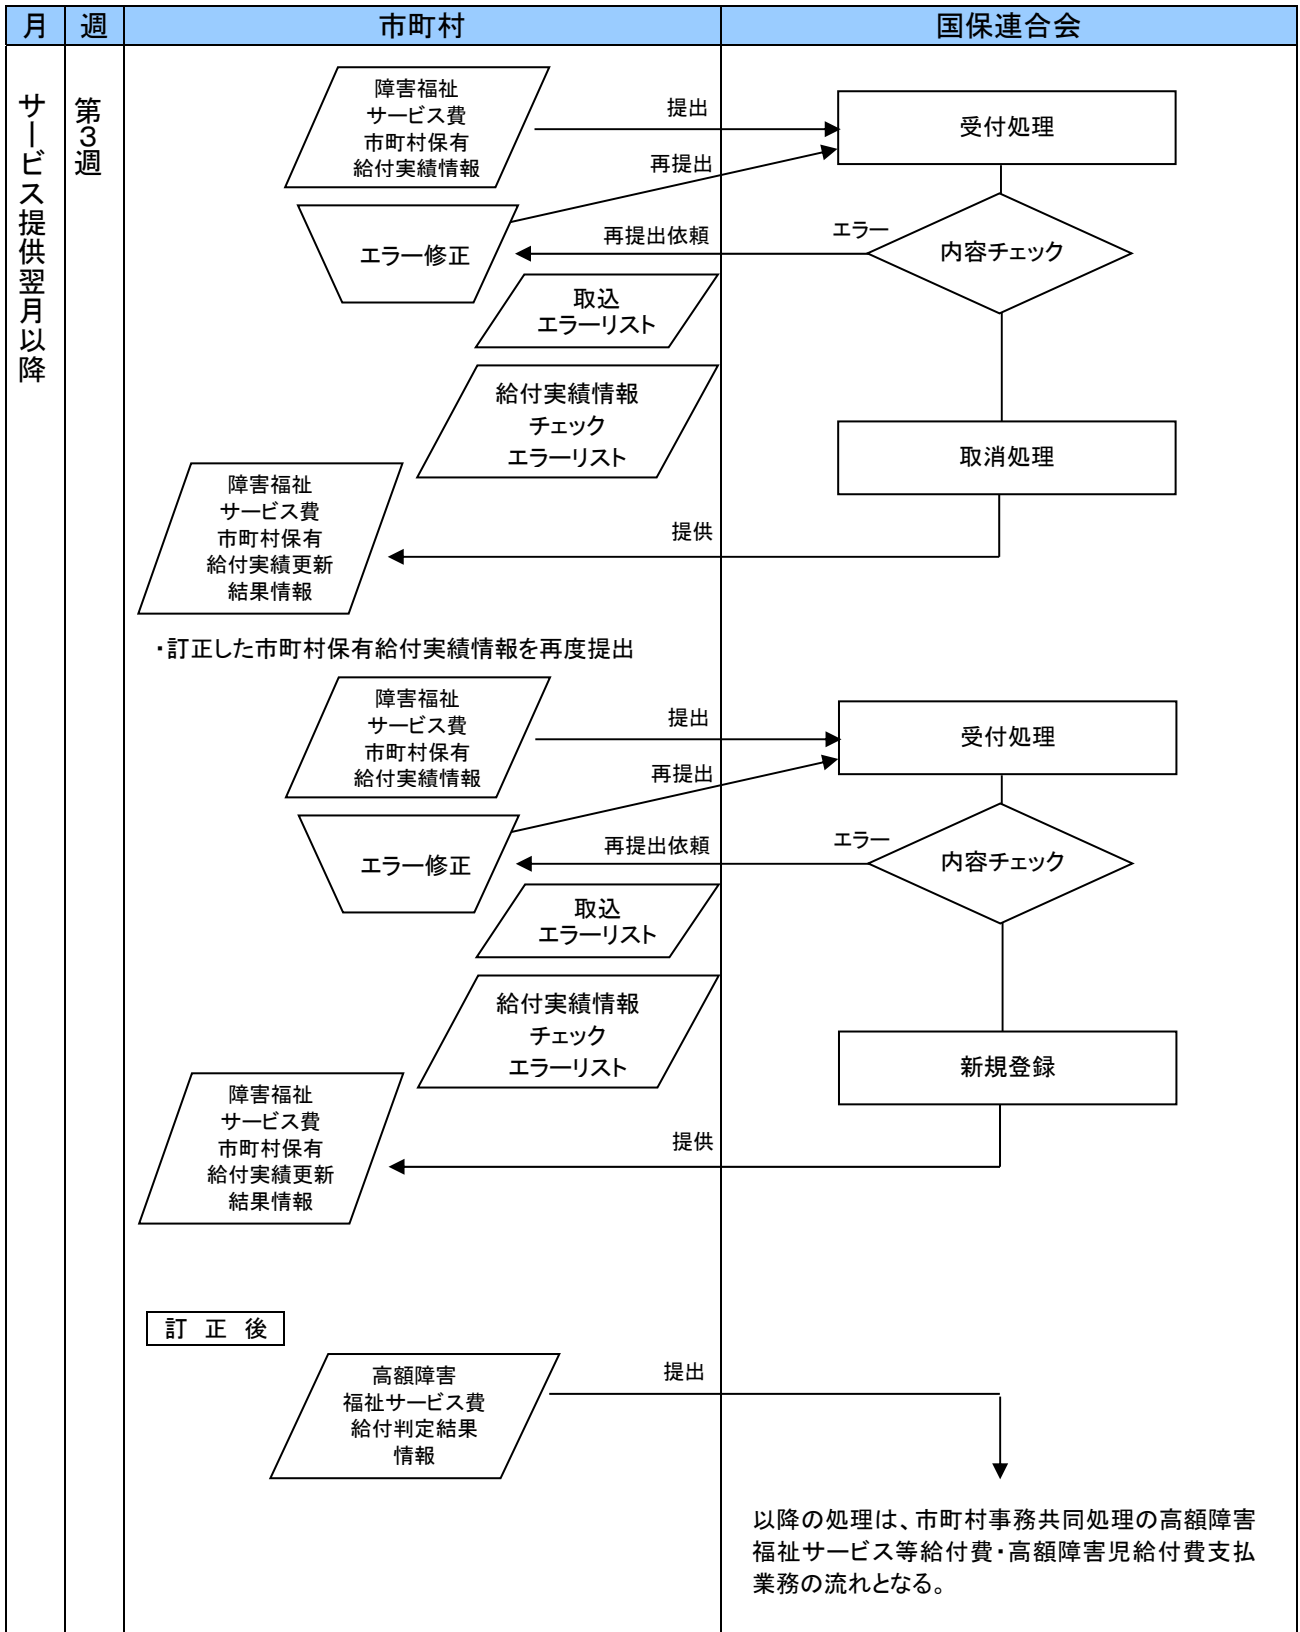 月 週 市町村 国保連合会
サービス提供翌月以降
第3週
障害福祉
サービス費
市町村保有
給付実績情報
提出
受付処理
再提出
エラー修正
再提出依頼
エラー
内容チェック
取込
エラーリスト
給付実績情報
チェック
エラーリスト
取消処理
障害福祉
サービス費
市町村保有
給付実績更新
結果情報
提供
・訂正した市町村保有給付実績情報を再度提出
障害福祉
サービス費
市町村保有
給付実績情報
提出
受付処理
再提出
エラー修正
再提出依頼
エラー
内容チェック
取込
エラーリスト
給付実績情報
チェック
エラーリスト
新規登録
障害福祉
サービス費
市町村保有
給付実績更新
結果情報
提供
訂 正 後
高額障害
福祉サービス費
給付判定結果
情報
提出
以降の処理は、市町村事務共同処理の高額障害
福祉サービス等給付費・高額障害児給付費支払
業務の流れとなる。